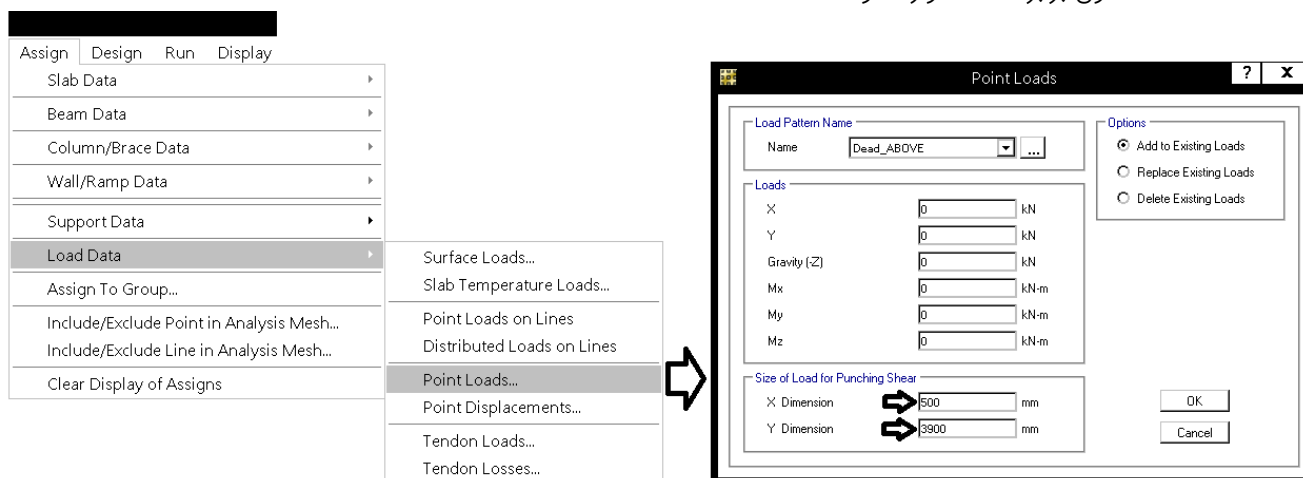 Assign Design Run Display
Slab Data
Beam Data
Column/Brace Data
Wall/Ramp Data
Support Data
Load Data
Assign To Group...
Include/Exclude Point in Analysis Mesh...
Include/Exclude Line in Analysis Mesh...
Clear Display of Assigns
Surface Loads...
Slab Temperature Loads...
Point Loads on Lines
Distributed Loads on Lines
Point Loads...
Point Displacements...
Tendon Loads...
Tendon Losses...
Point Loads ? X
Load Pattern Name
Name Dead_ABOVE ...
Loads
X 0 kN
Y 0 kN
Gravity (-Z) 0 kN
Mx 0 kN-m
My 0 kN-m
Mz 0 kN-m
Size of Load for Punching Shear
X Dimension 500 mm
Y Dimension 3900 mm
Options
Add to Existing Loads
Replace Existing Loads
Delete Existing Loads
OK
Cancel